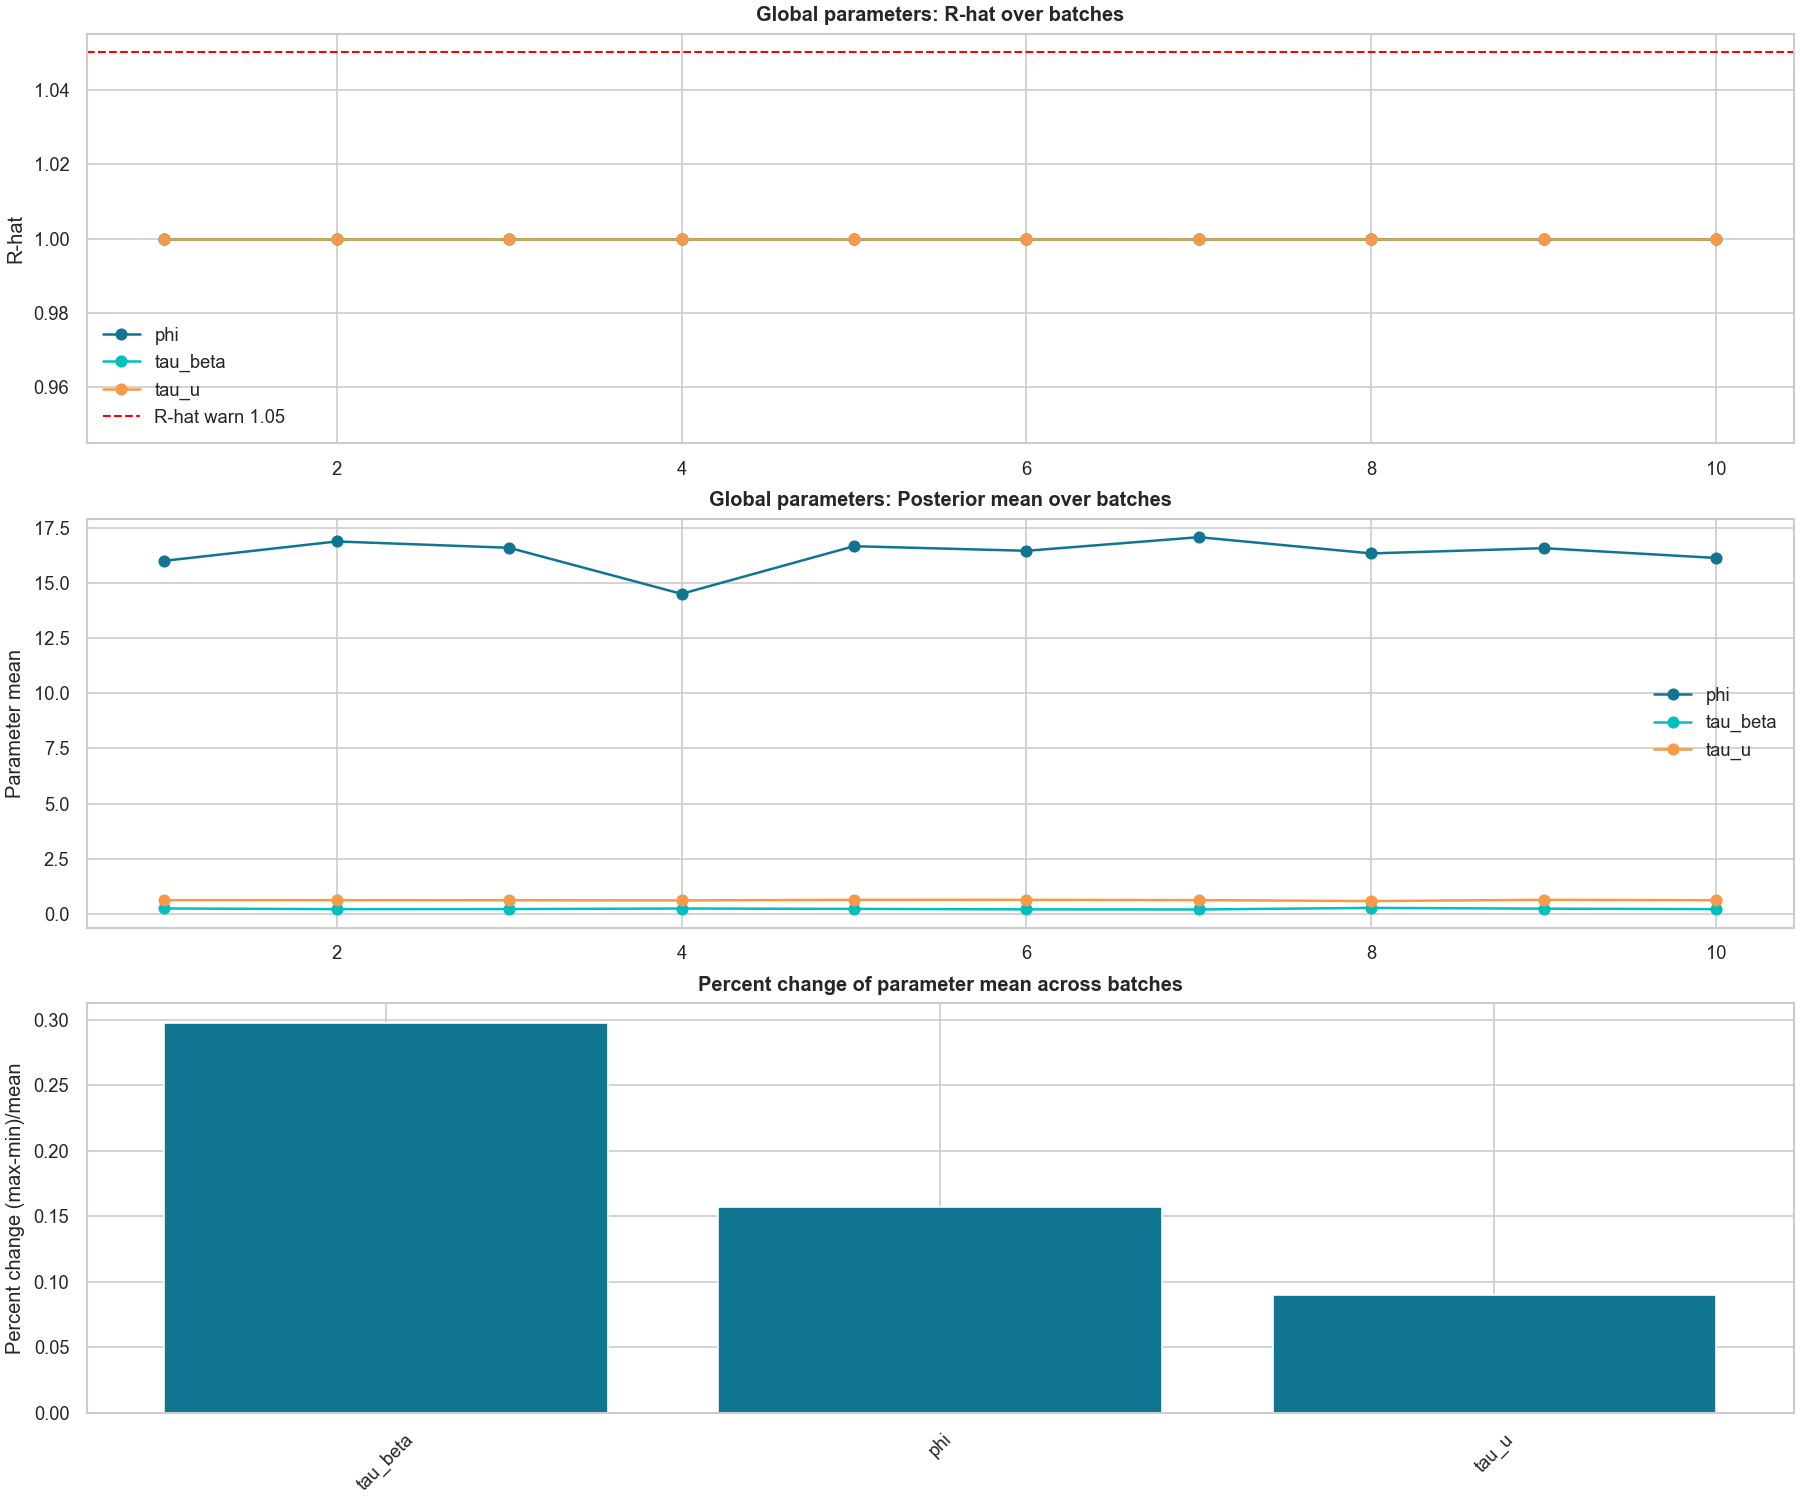 Global parameters: R-hat over batches
R-hat
1.04
1.02
1.00
0.98
0.96
phi
tau_beta
tau_u
R-hat warn 1.05
2 4 6 8 10
Global parameters: Posterior mean over batches
Parameter mean
17.5
15.0
12.5
10.0
7.5
5.0
2.5
0.0
phi
tau_beta
tau_u
2 4 6 8 10
Percent change of parameter mean across batches
Percent change (max-min)/mean
0.30
0.25
0.20
0.15
0.10
0.05
0.00
tau_beta phi tau_u